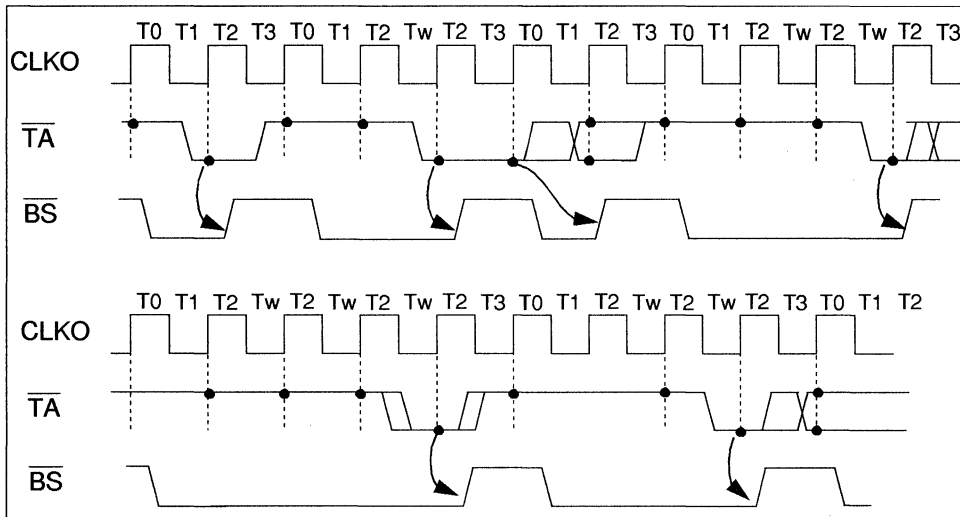 T0 T1 T2 T3 T0 T1 T2 Tw T2 T3 T0 T1 T2 T3 T0 T1 T2 Tw T2 Tw T2 T3
CLKO
TA
BS
T0 T1 T2 Tw T2 Tw T2 Tw T2 T3 T0 T1 T2 Tw T2 Tw T2 T3 T0 T1 T2
CLKO
TA
BS